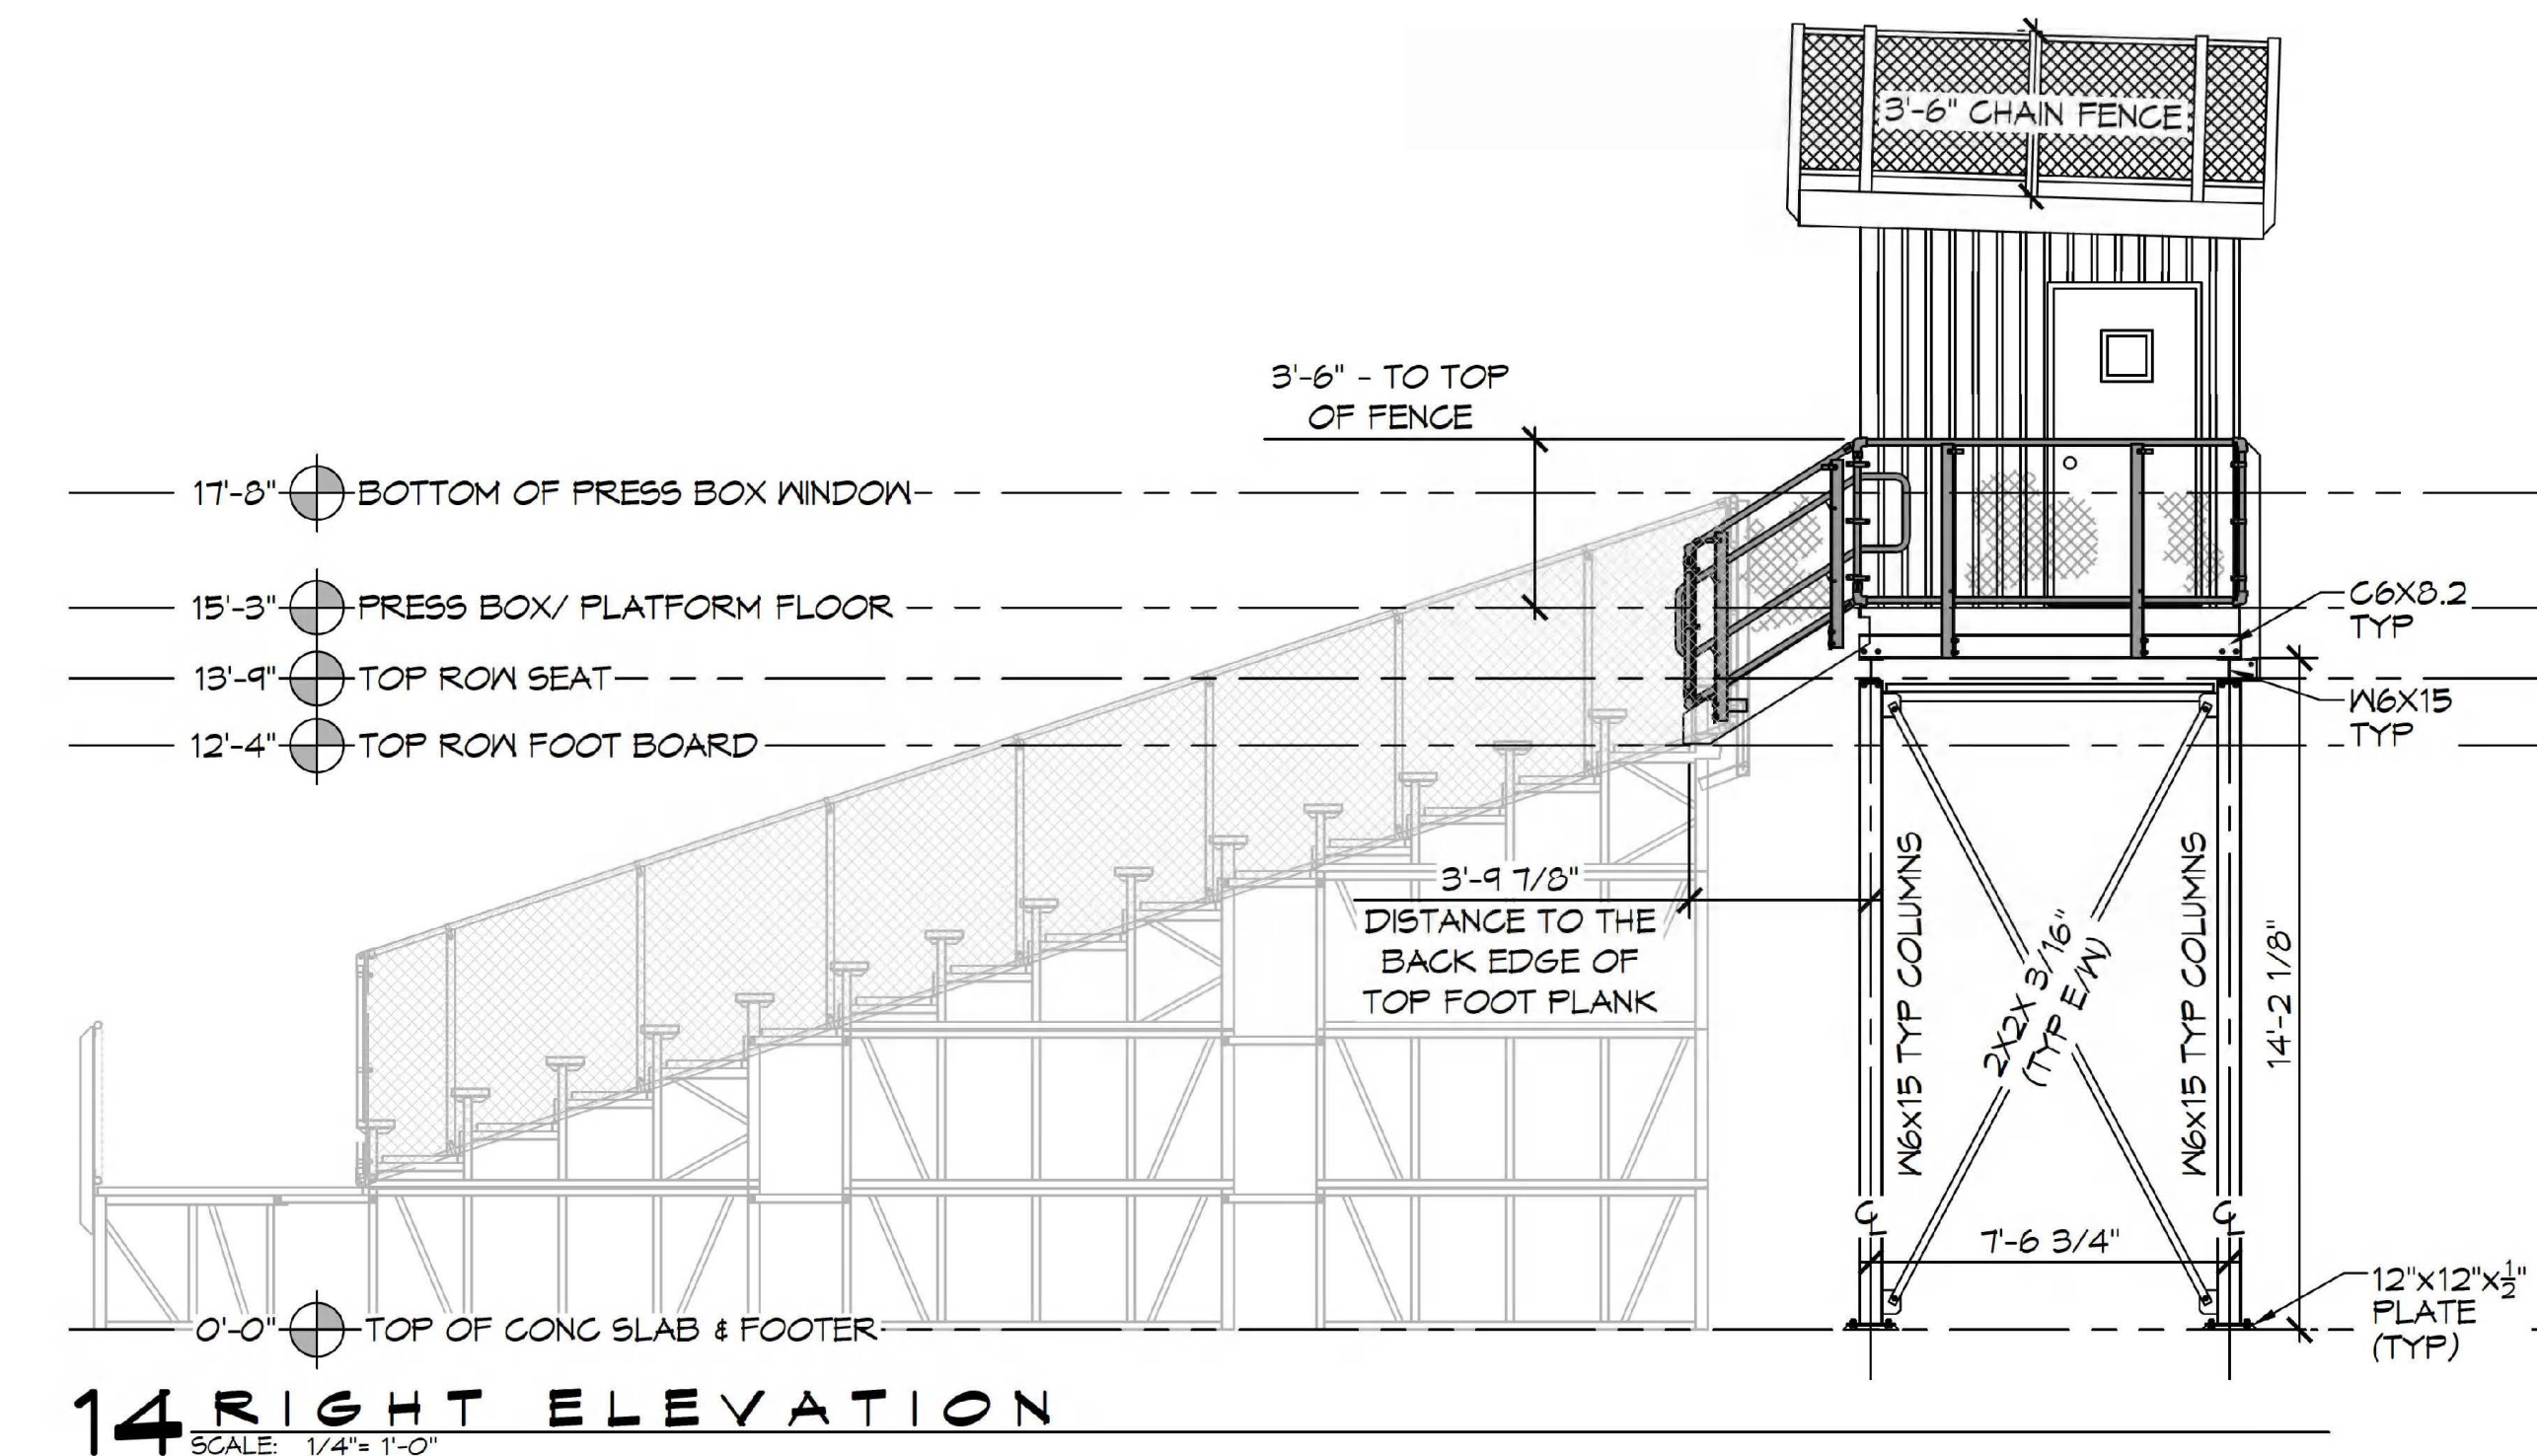 3'-6" CHAIN FENCE
3'-6" - TO TOP
OF FENCE
17'-8" BOTTOM OF PRESS BOX WINDOW
15'-3" PRESS BOX/ PLATFORM FLOOR
13'-9" TOP ROW SEAT
12'-4" TOP ROW FOOT BOARD
C6X8.2
TYP
W6X15
TYP
3'-9 7/8"
DISTANCE TO THE
BACK EDGE OF
TOP FOOT PLANK
W6x15 TYP COLUMNS
2X2X 3/16"
(TYP E/W)
W6x15 TYP COLUMNS
14'-2 1/8"
CL
CL
7'-6 3/4"
12"x12"x½"
PLATE
(TYP)
0'-0" TOP OF CONC SLAB & FOOTER
14 RIGHT ELEVATION
SCALE: 1/4"= 1'-0"